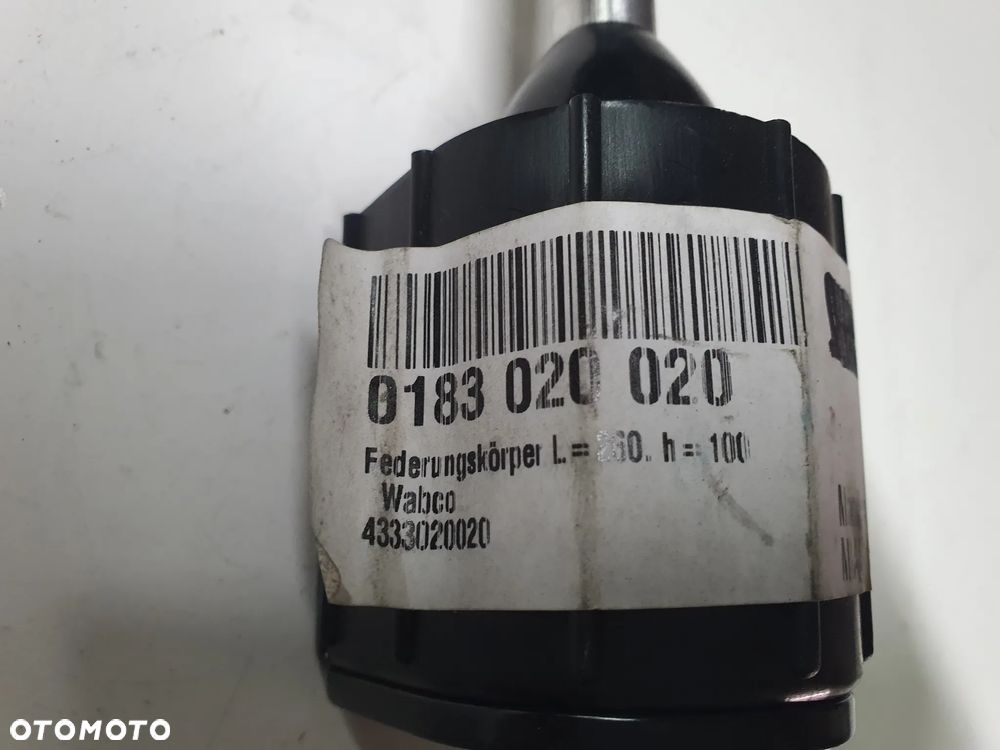 0183 020 020
Federungskörper L = 260. h = 100
Wabco
4333020020
OTOMOTO